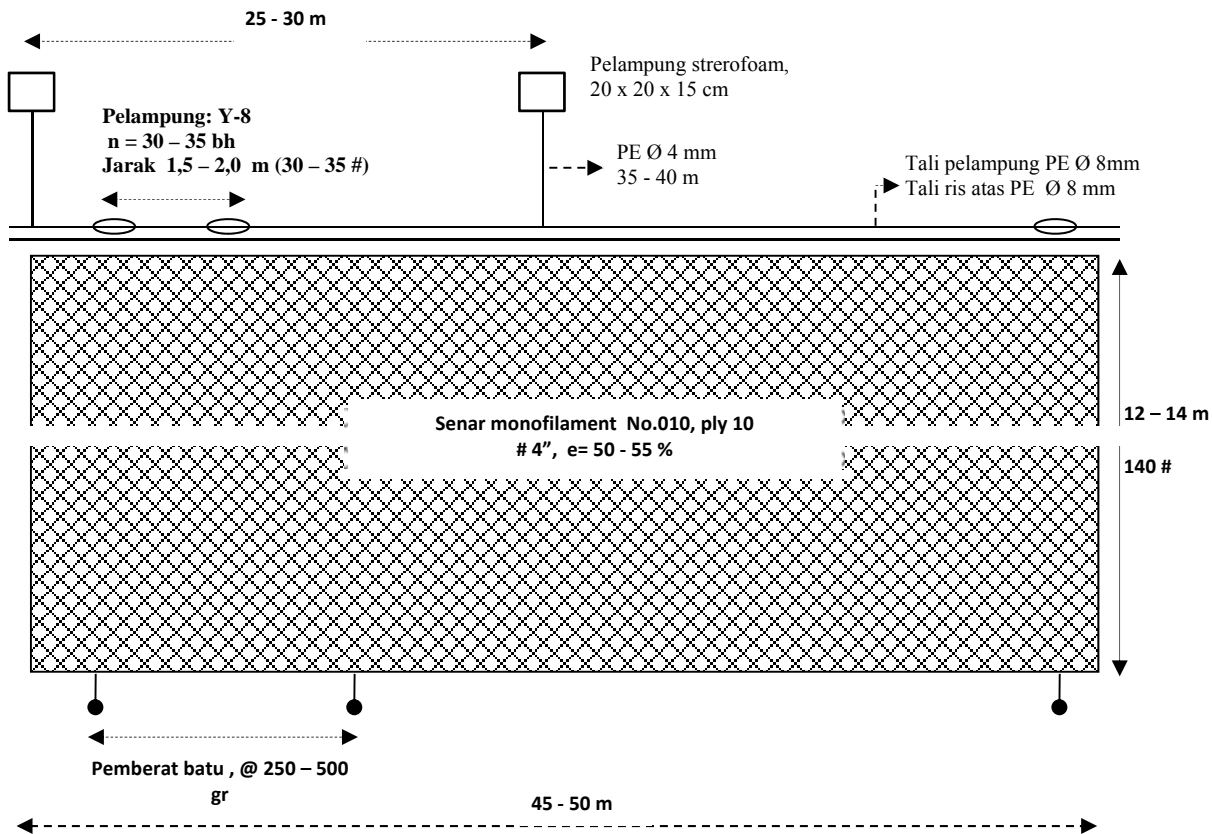 25 - 30 m
Pelampung strerofoam,
20 x 20 x 15 cm
Pelampung: Y-8
n = 30 – 35 bh
Jarak 1,5 – 2,0 m (30 – 35 #)
PE Ø 4 mm
35 - 40 m
Tali pelampung PE Ø 8mm
Tali ris atas PE Ø 8 mm
Senar monofilament No.010, ply 10
# 4”, e= 50 - 55 %
12 – 14 m
140 #
Pemberat batu , @ 250 – 500
gr
45 - 50 m